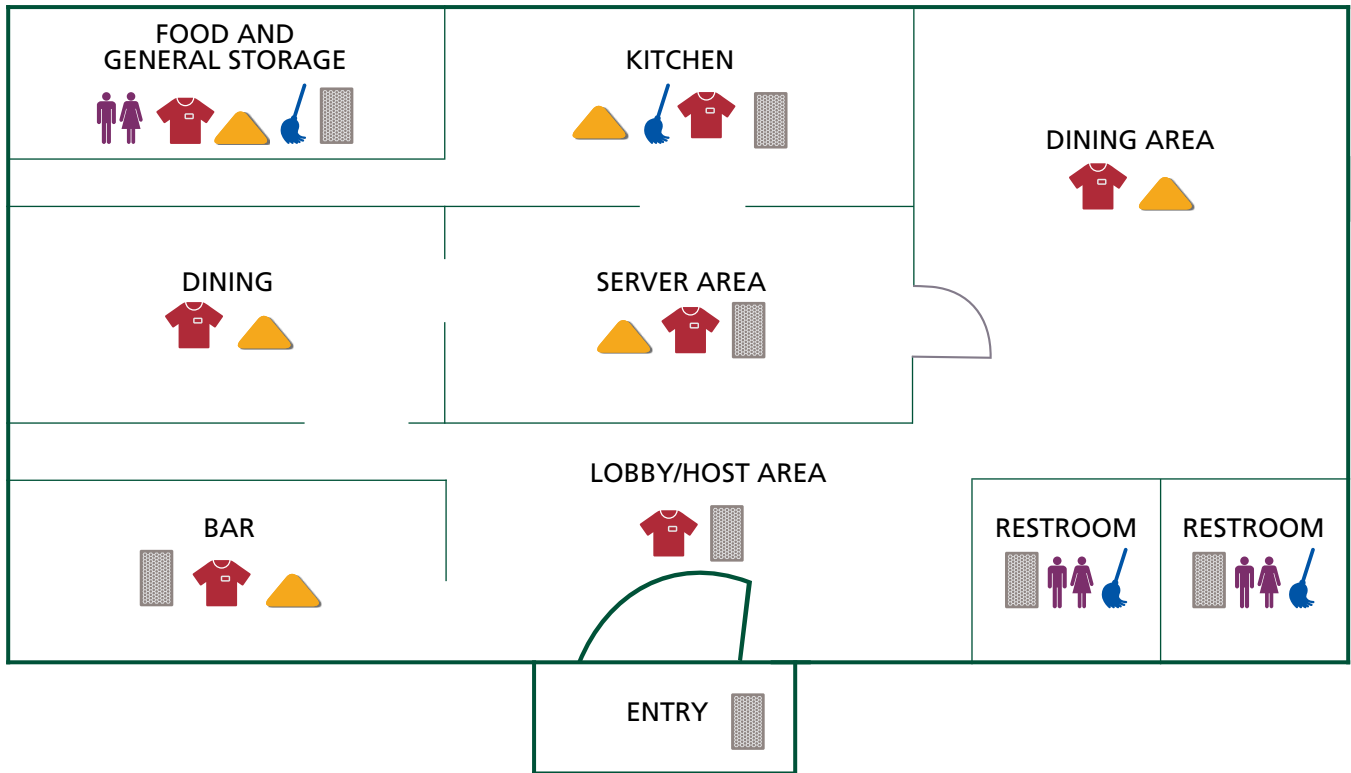 FOOD AND
GENERAL STORAGE
KITCHEN
DINING AREA
DINING
SERVER AREA
LOBBY/HOST AREA
BAR
RESTROOM
RESTROOM
ENTRY